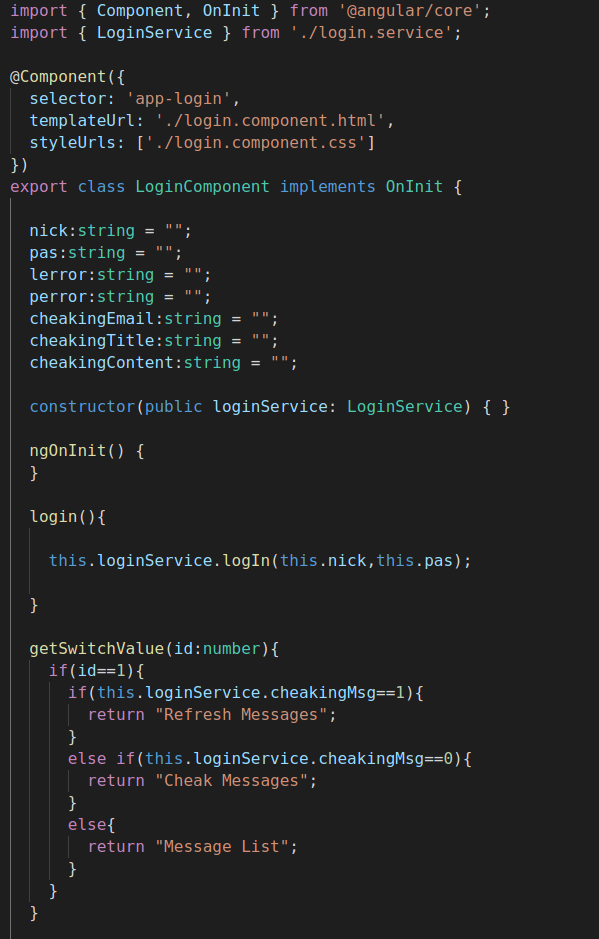 import { Component, OnInit } from '@angular/core';
import { LoginService } from './login.service';
@Component({
selector: 'app-login',
templateUrl: './login.component.html',
styleUrls: ['./login.component.css']
})
export class LoginComponent implements OnInit {
nick:string = "";
pas:string = "";
lerror:string = "";
perror:string = "";
cheakingEmail:string = "";
cheakingTitle:string = "";
cheakingContent:string = "";
constructor(public loginService: LoginService) { }
ngOnInit() {
}
login(){
this.loginService.logIn(this.nick,this.pas);
}
getSwitchValue(id:number){
if(id==1){
if(this.loginService.cheakingMsg==1){
return "Refresh Messages";
}
else if(this.loginService.cheakingMsg==0){
return "Cheak Messages";
}
else{
return "Message List";
}
}
}